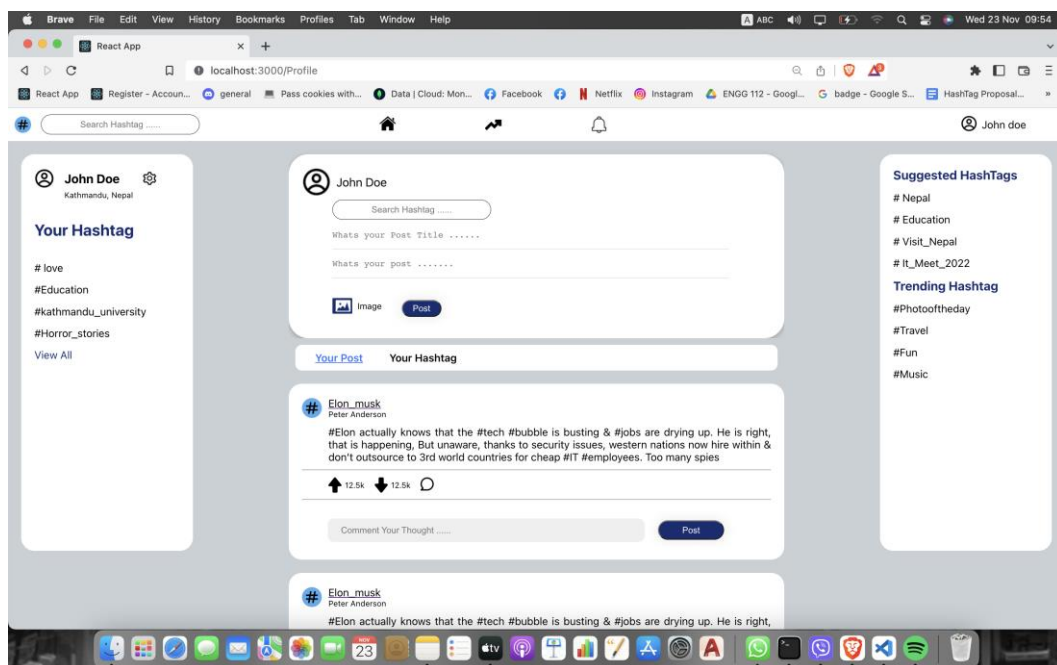 Brave File Edit View History Bookmarks Profiles Tab Window Help A ABC Wed 23 Nov 09:54
React App
localhost:3000/Profile
React App Register - Accoun... general Pass cookies with... Data | Cloud: Mon... Facebook Netflix Instagram ENGG 112 - Googl... badge - Google S... HashTag Proposal... »
# Search Hashtag ...... John doe
John Doe
Kathmandu, Nepal
Your Hashtag
# love
#Education
#kathmandu_university
#Horror_stories
View All
John Doe
Search Hashtag ......
Whats your Post Title ......
Whats your post .......
Image Post
Your Post Your Hashtag
# Elon_musk
Peter Anderson
#Elon actually knows that the #tech #bubble is busting & #jobs are drying up. He is right,
that is happening, But unaware, thanks to security issues, western nations now hire within &
don't outsource to 3rd world countries for cheap #IT #employees. Too many spies
12.5k 12.5k
Comment Your Thought ...... Post
# Elon_musk
Peter Anderson
#Elon actually knows that the #tech #bubble is busting & #jobs are drying up. He is right,
Suggested HashTags
# Nepal
# Education
# Visit_Nepal
# It_Meet_2022
Trending Hashtag
#Photooftheday
#Travel
#Fun
#Music
NOV
23
tv